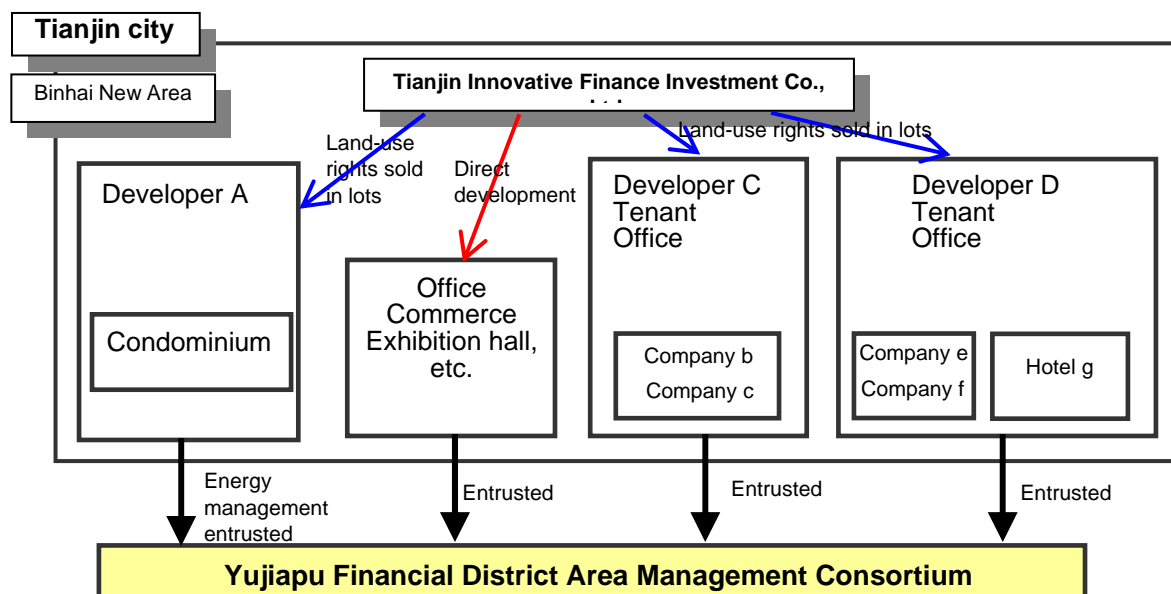 Tianjin city
Binhai New Area
Tianjin Innovative Finance Investment Co.,
Land-use
rights sold
in lots
Direct
development
Land-use rights sold in lots
Developer A
Condominium
Office
Commerce
Exhibition hall,
etc.
Developer C
Tenant
Office
Company b
Company c
Developer D
Tenant
Office
Company e
Company f
Hotel g
Energy
management
entrusted
Entrusted
Entrusted
Entrusted
Yujiapu Financial District Area Management Consortium